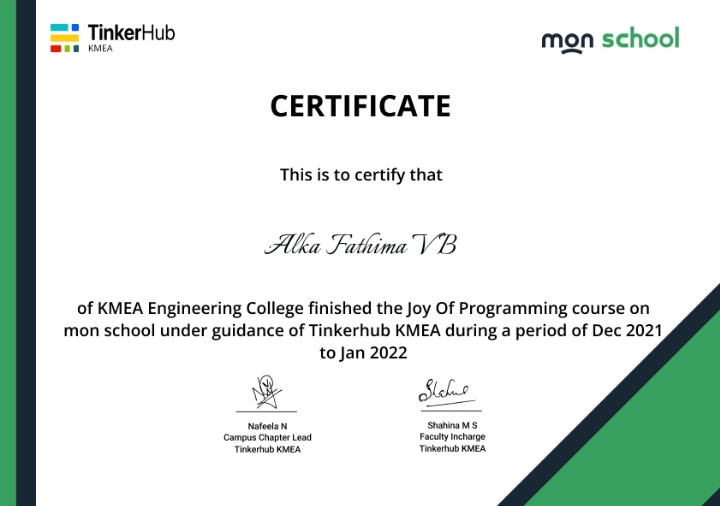 TinkerHub
KMEA
mon school
CERTIFICATE
This is to certify that
Alka Fathima VB
of KMEA Engineering College finished the Joy Of Programming course on
mon school under guidance of Tinkerhub KMEA during a period of Dec 2021
to Jan 2022
Nafeela N
Campus Chapter Lead
Tinkerhub KMEA
Shahina M S
Faculty Incharge
Tinkerhub KMEA